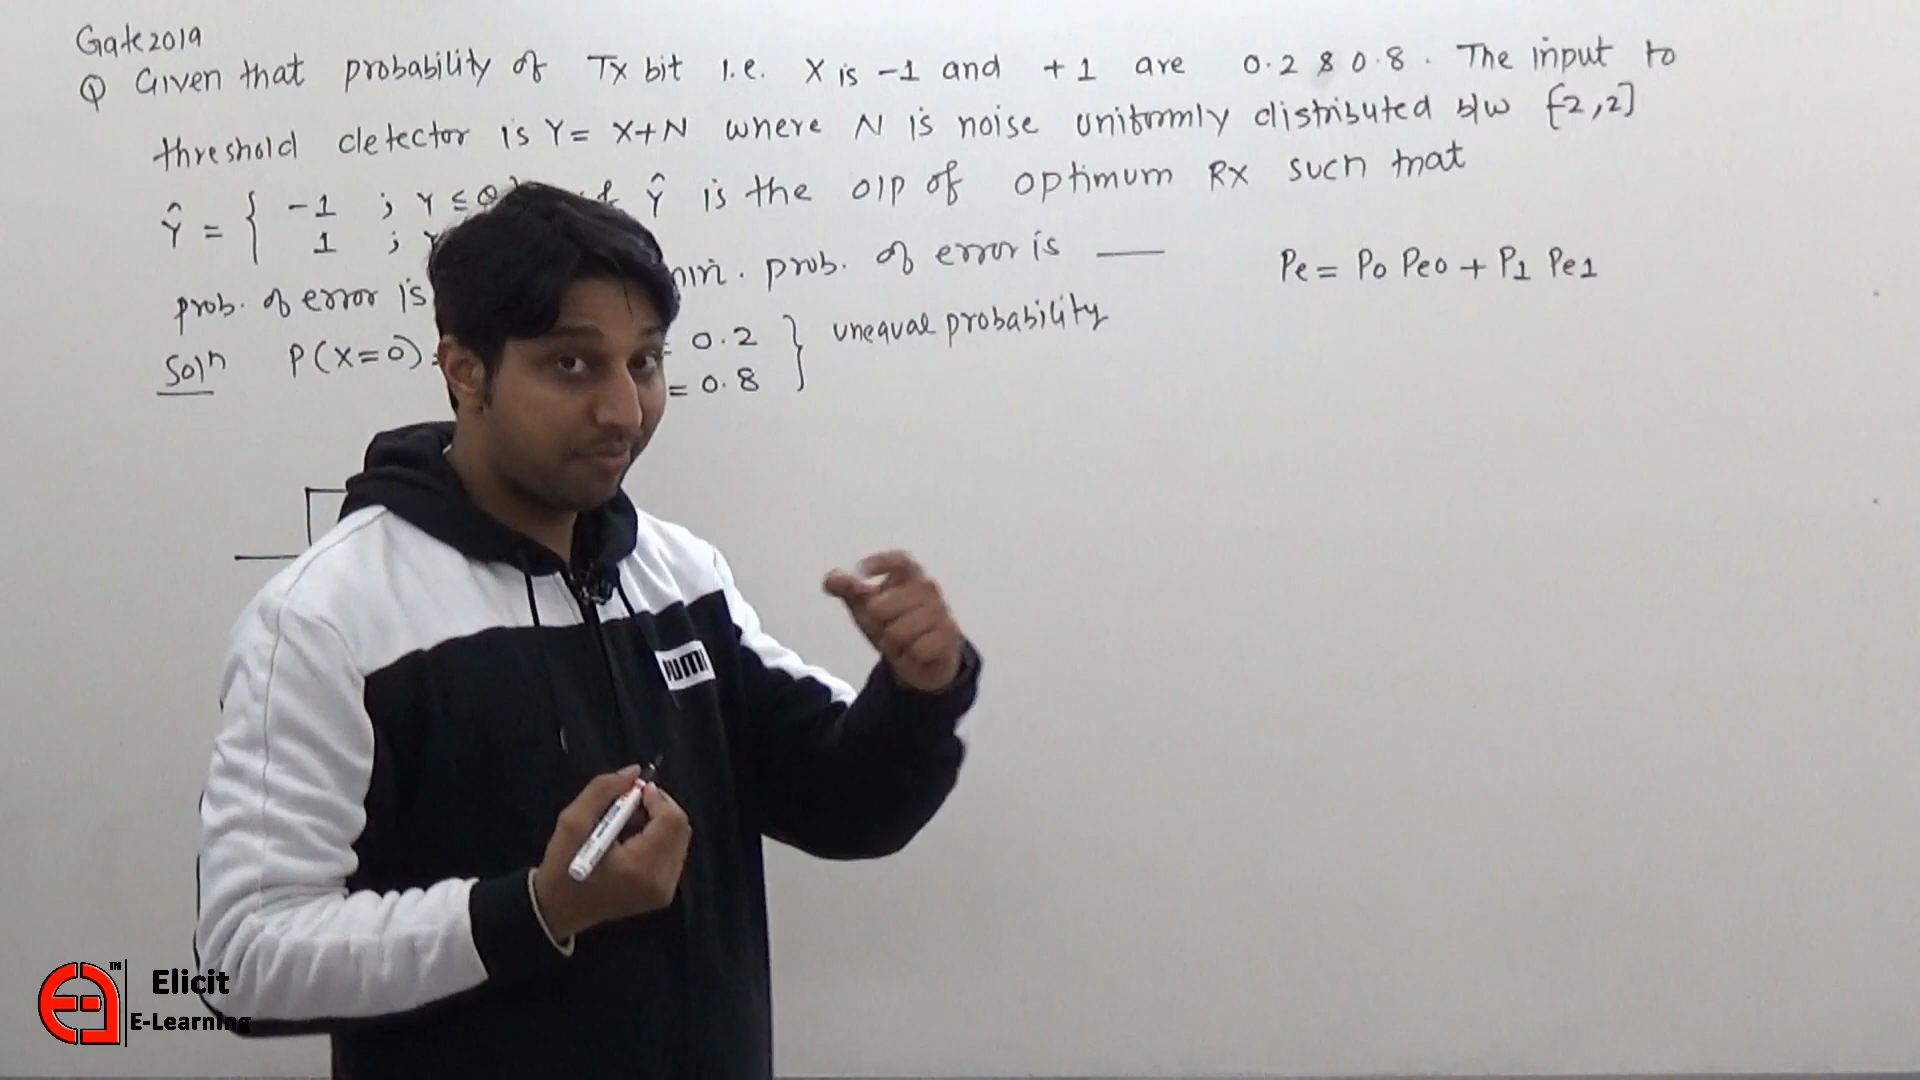 Gate 2019
Q Given that probability of Tx bit i.e. X is -1 and +1 are 0.2 & 0.8. The input to
threshold detector is Y= X+N where N is noise uniformly distributed b/w [-2,2]
Ŷ = { -1 ; Y ≤ θ Ŷ is the o/p of optimum Rx such that
1 ; Y
prob. of error is min. prob. of error is ___
Pe = P0 Pe0 + P1 Pe1
Soln P(X=0) = 0.2 } unequal probability
= 0.8
PUMA
Elicit
E-Learning
TM